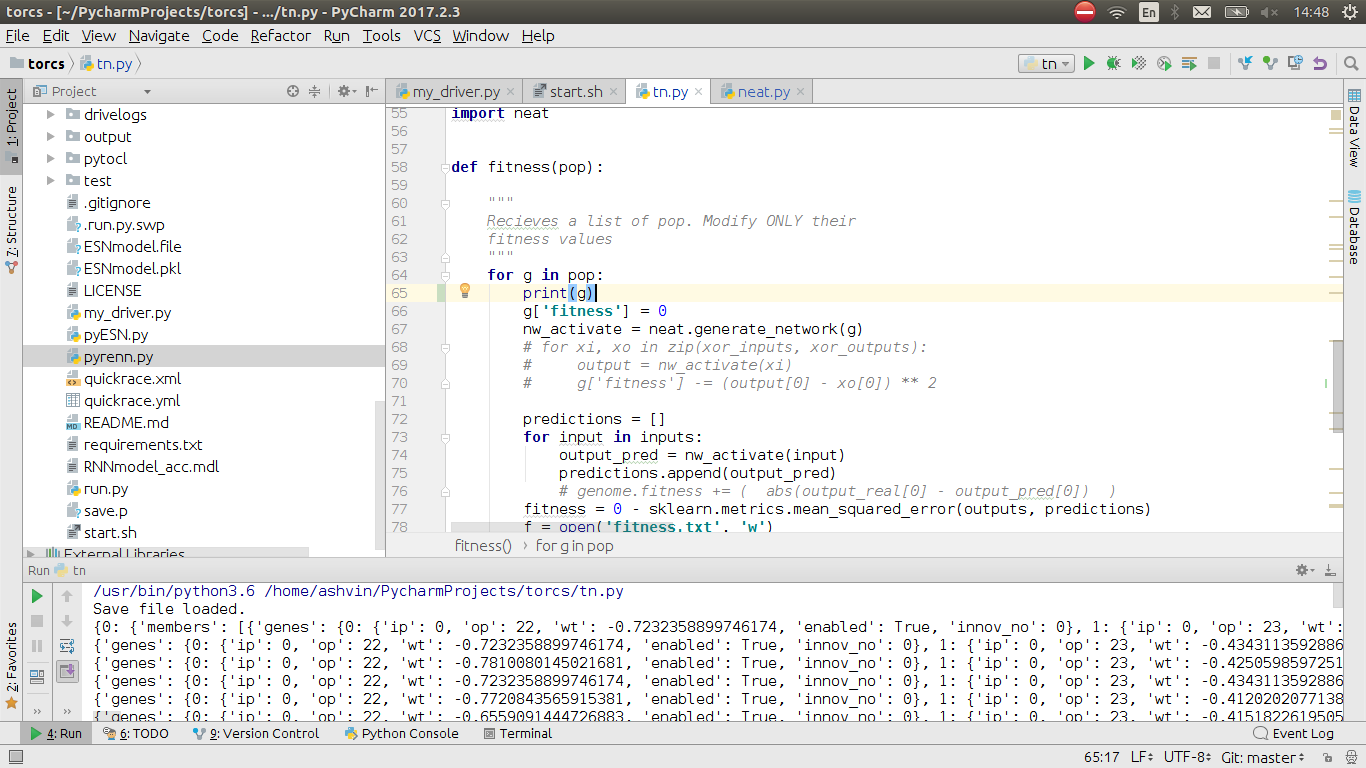 torcs - [~/PycharmProjects/torcs] - .../tn.py - PyCharm 2017.2.3
En
14:48
File Edit View Navigate Code Refactor Run Tools VCS Window Help
torcs tn.py
tn
Project
my_driver.py
start.sh
tn.py
neat.py
1: Project
7: Structure
2: Favorites
drivelogs
output
pytocl
test
.gitignore
.run.py.swp
ESNmodel.file
ESNmodel.pkl
LICENSE
my_driver.py
pyESN.py
pyrenn.py
quickrace.xml
quickrace.yml
README.md
requirements.txt
RNNmodel_acc.mdl
run.py
save.p
start.sh
External Libraries
55 import neat
56
57
58 def fitness(pop):
59
60 """
61 Recieves a list of pop. Modify ONLY their
62 fitness values
63 """
64 for g in pop:
65 print(g)
66 g['fitness'] = 0
67 nw_activate = neat.generate_network(g)
68 # for xi, xo in zip(xor_inputs, xor_outputs):
69 # output = nw_activate(xi)
70 # g['fitness'] -= (output[0] - xo[0]) ** 2
71
72 predictions = []
73 for input in inputs:
74 output_pred = nw_activate(input)
75 predictions.append(output_pred)
76 # genome.fitness += ( abs(output_real[0] - output_pred[0]) )
77 fitness = 0 - sklearn.metrics.mean_squared_error(outputs, predictions)
78 f = open('fitness.txt', 'w')
fitness() › for g in pop
Data View
Database
Run tn
/usr/bin/python3.6 /home/ashvin/PycharmProjects/torcs/tn.py
Save file loaded.
{0: {'members': [{'genes': {0: {'ip': 0, 'op': 22, 'wt': -0.7232358899746174, 'enabled': True, 'innov_no': 0}, 1: {'ip': 0, 'op': 23, 'wt':
{'genes': {0: {'ip': 0, 'op': 22, 'wt': -0.7232358899746174, 'enabled': True, 'innov_no': 0}, 1: {'ip': 0, 'op': 23, 'wt': -0.4343113592886
{'genes': {0: {'ip': 0, 'op': 22, 'wt': -0.7810080145021681, 'enabled': True, 'innov_no': 0}, 1: {'ip': 0, 'op': 23, 'wt': -0.4250598597251
{'genes': {0: {'ip': 0, 'op': 22, 'wt': -0.7232358899746174, 'enabled': True, 'innov_no': 0}, 1: {'ip': 0, 'op': 23, 'wt': -0.4343113592886
{'genes': {0: {'ip': 0, 'op': 22, 'wt': -0.7720843565915381, 'enabled': True, 'innov_no': 0}, 1: {'ip': 0, 'op': 23, 'wt': -0.4120202077138
{'genes': {0: {'ip': 0, 'op': 22, 'wt': -0.6559091444726883, 'enabled': True, 'innov_no': 0}, 1: {'ip': 0, 'op': 23, 'wt': -0.4151822619505
4: Run 6: TODO 9: Version Control Python Console Terminal Event Log
65:17 LF UTF-8 Git: master